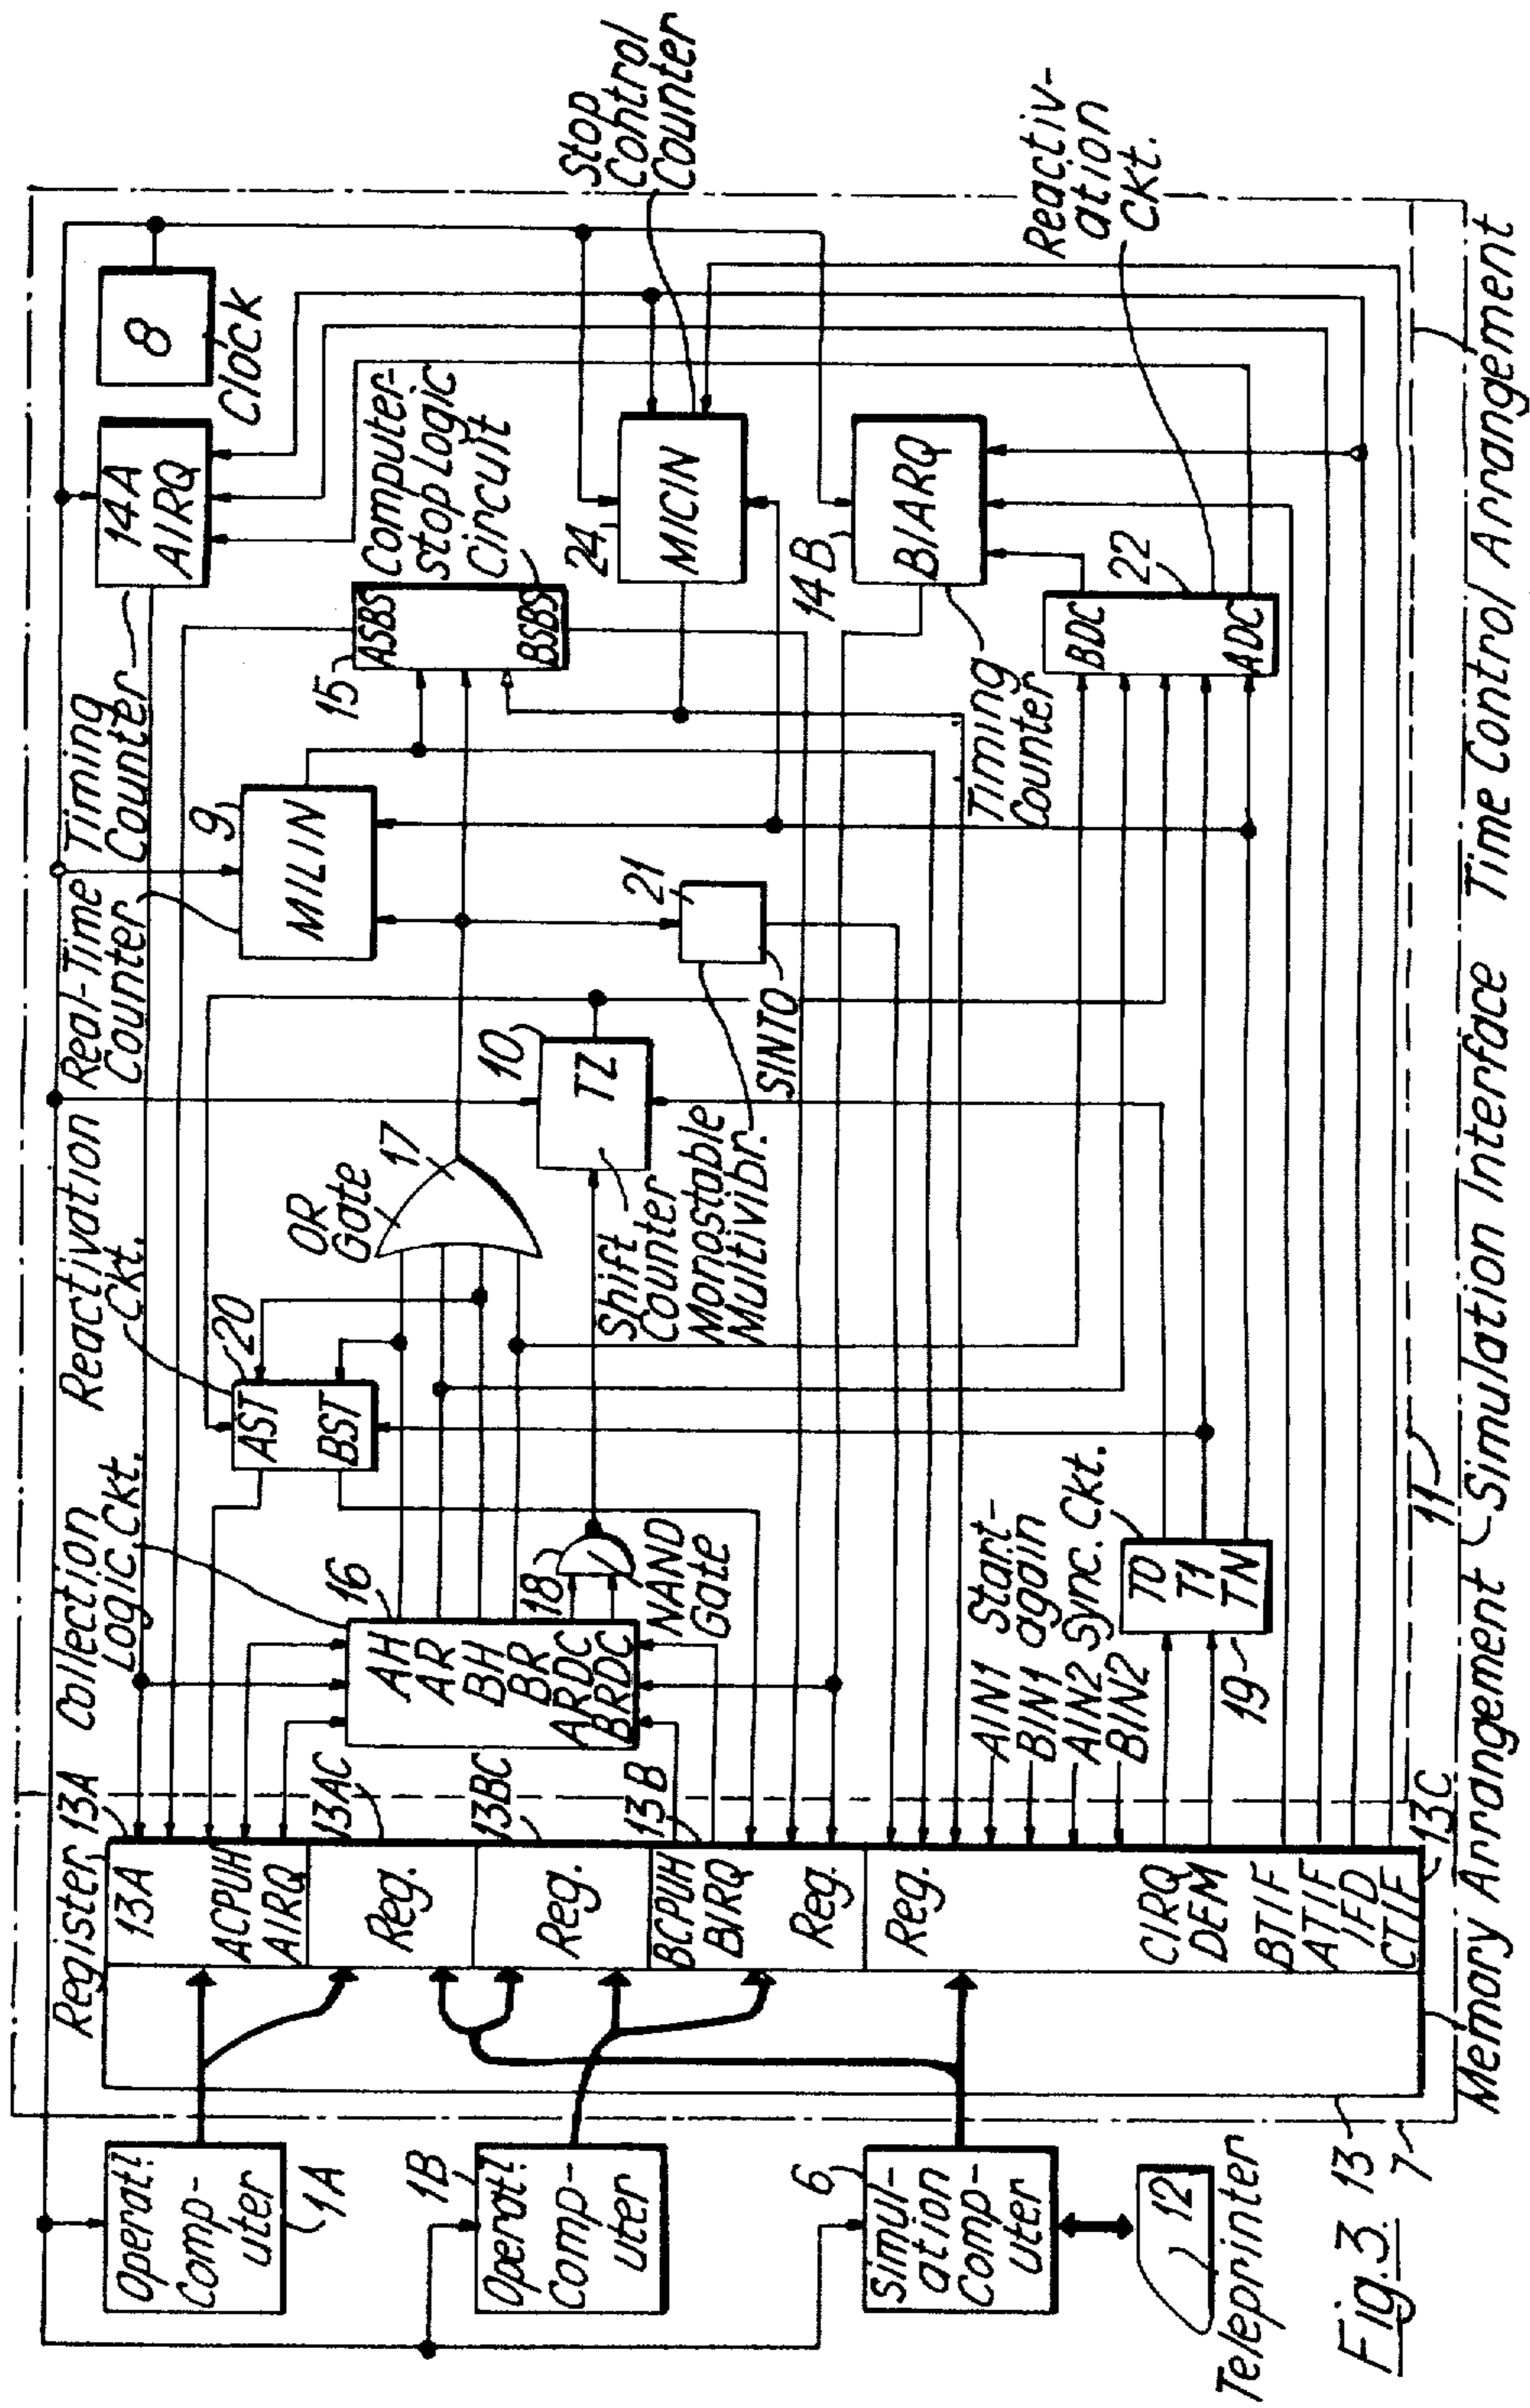 Operat'l
Comp-
uter
1A
Operat'l
Comp-
uter
1B
Simul-
ation
Comp-
uter
6
12
Teleprinter
Fig. 3
13
7
Register 13A
13A
ACPUH
AIRQ
Reg.
13AC
Reg.
13BC
BCPUH
BIRQ
13B
Reg.
Reg.
CIRQ
DEM
BTIF
ATIF
IFD
CTIF
13C
Collection
Logic.Ckt.
16
AH
AR
BH
BR
ARDC
BRDC
18
NAND
Gate
Reactivation
Ckt.
20
AST
BST
OR
Gate
17
Real-Time
Counter
9
MILIN
Timing
Counter
14A
AIRQ
8
Clock
10
TZ
Shift
Counter
Monostable
Multivibr.
21
SINTO
15
ASBS
BSBS
Computer-
stop Logic
Circuit
24
MICIN
Stop
Control
Counter
14B
BIARQ
Timing
Counter
BDC
ADC
22
Reactiv-
ation
Ckt.
AIN1 Start-
BIN1 again
AIN2 Sync. Ckt.
BIN2
T0
T1
TN
19
11
Memory Arrangement
Simulation Interface
Time Control Arrangement